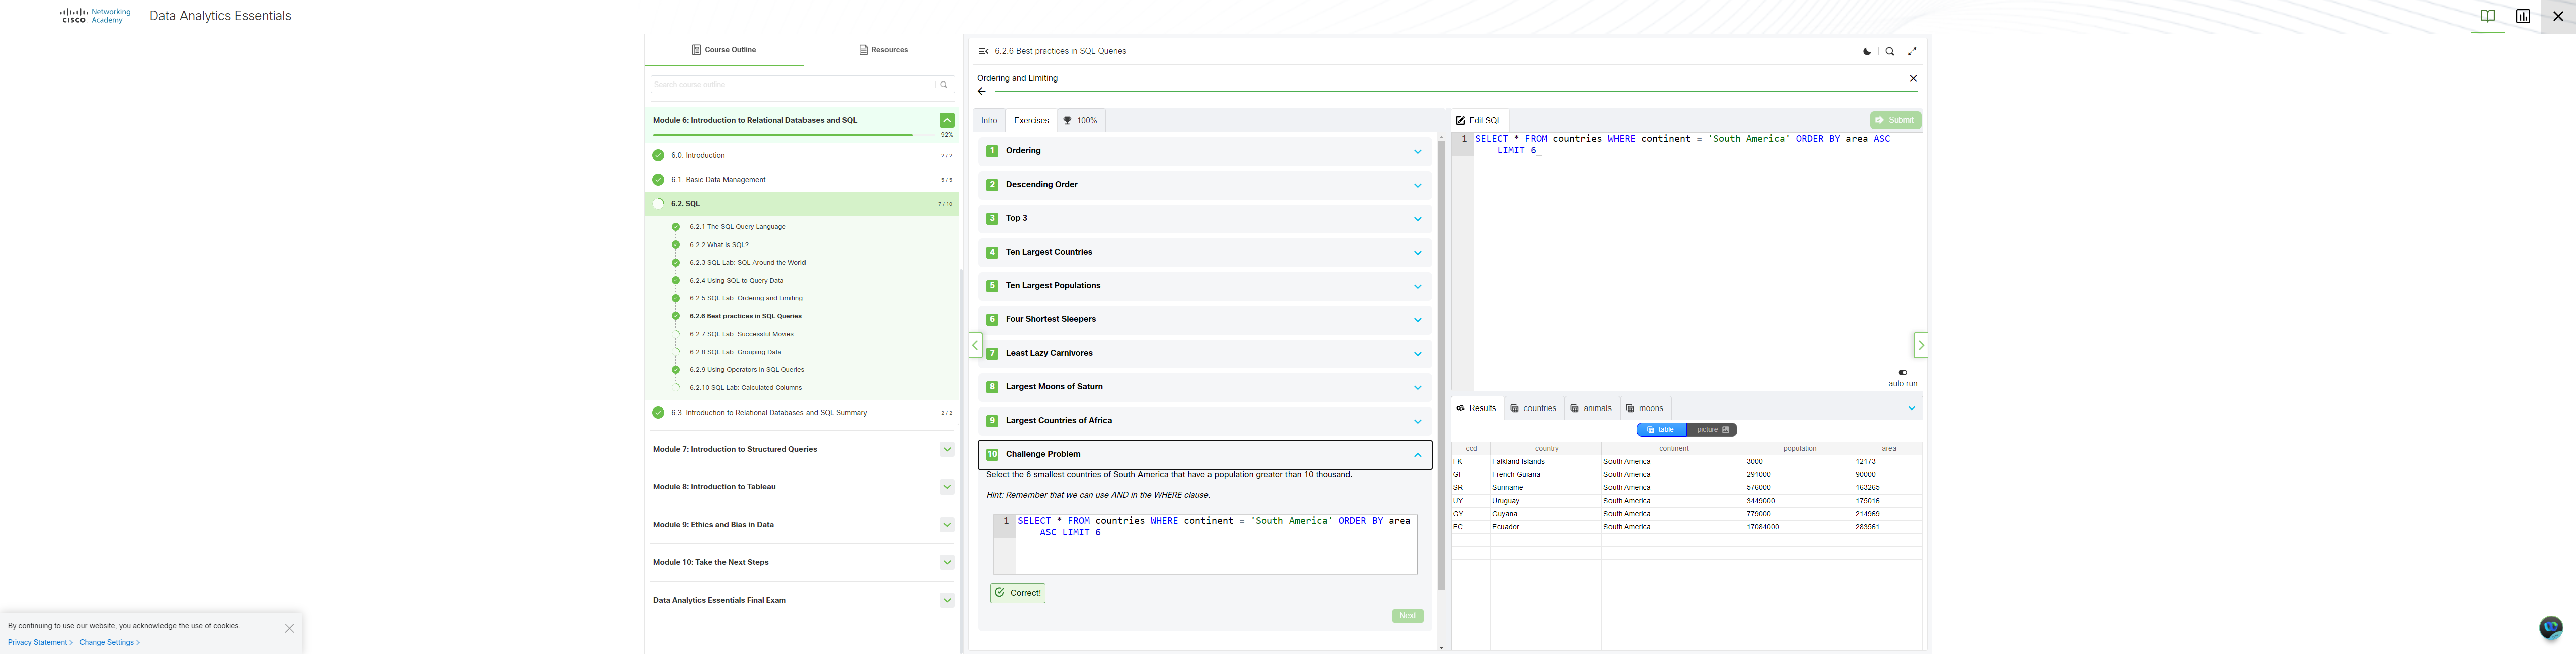 CISCO Networking Academy
Data Analytics Essentials
Course Outline
Resources
Search course outline
Module 6: Introduction to Relational Databases and SQL
92%
6.0. Introduction 2 / 2
6.1. Basic Data Management 5 / 5
6.2. SQL 7 / 10
6.2.1 The SQL Query Language
6.2.2 What is SQL?
6.2.3 SQL Lab: SQL Around the World
6.2.4 Using SQL to Query Data
6.2.5 SQL Lab: Ordering and Limiting
6.2.6 Best practices in SQL Queries
6.2.7 SQL Lab: Successful Movies
6.2.8 SQL Lab: Grouping Data
6.2.9 Using Operators in SQL Queries
6.2.10 SQL Lab: Calculated Columns
6.3. Introduction to Relational Databases and SQL Summary 2 / 2
Module 7: Introduction to Structured Queries
Module 8: Introduction to Tableau
Module 9: Ethics and Bias in Data
Module 10: Take the Next Steps
Data Analytics Essentials Final Exam
By continuing to use our website, you acknowledge the use of cookies.
Privacy Statement > Change Settings >
6.2.6 Best practices in SQL Queries
Ordering and Limiting
Intro Exercises 100%
1 Ordering
2 Descending Order
3 Top 3
4 Ten Largest Countries
5 Ten Largest Populations
6 Four Shortest Sleepers
7 Least Lazy Carnivores
8 Largest Moons of Saturn
9 Largest Countries of Africa
10 Challenge Problem
Select the 6 smallest countries of South America that have a population greater than 10 thousand.
Hint: Remember that we can use AND in the WHERE clause.
1 SELECT * FROM countries WHERE continent = 'South America' ORDER BY area
ASC LIMIT 6
Correct!
Next
Edit SQL
Submit
1 SELECT * FROM countries WHERE continent = 'South America' ORDER BY area ASC
LIMIT 6
auto run
Results countries animals moons
table picture
ccd country continent population area
FK Falkland Islands South America 3000 12173
GF French Guiana South America 291000 90000
SR Suriname South America 576000 163265
UY Uruguay South America 3449000 175016
GY Guyana South America 779000 214969
EC Ecuador South America 17084000 283561